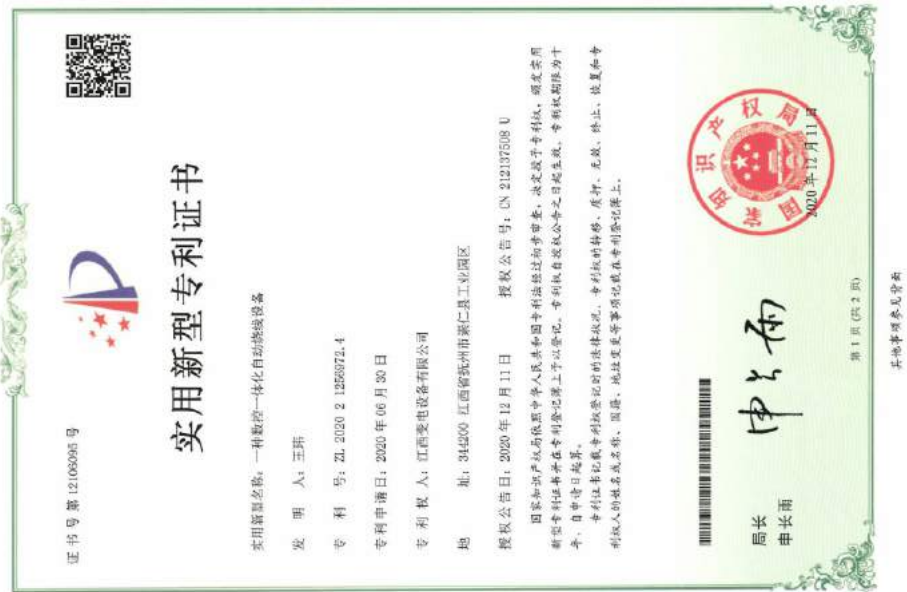 证书号第12106095号
实用新型专利证书
实用新型名称：一种数控一体化自动绕线设备
发明人：王玮
专利号：ZL 2020 2 1256972.4
专利申请日：2020年06月30日
专利权人：江西变电设备有限公司
地址：344200 江西省抚州市崇仁县工业园区
授权公告日：2020年12月11日 授权公告号：CN 212137508 U
国家知识产权局依照中华人民共和国专利法经过初步审查，决定授予专利权，颁发实用
新型专利证书并在专利登记簿上予以登记。专利权自授权公告之日起生效。专利权期限为十
年，自申请日起算。
专利证书记载专利权登记时的法律状况。专利权的转移、质押、无效、终止、恢复和专
利权人的姓名或名称、国籍、地址变更等事项记载在专利登记簿上。
局长
申长雨
申长雨
国家知识产权局
2020年12月11日
第 1 页 (共 2 页)
其他事项参见背面